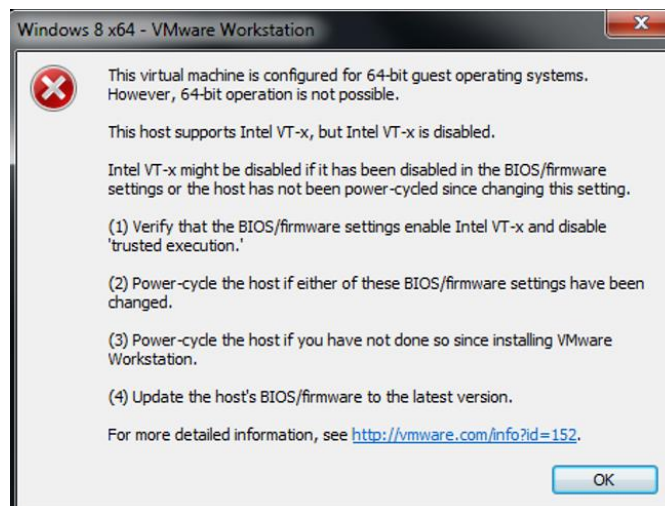 Windows 8 x64 - VMware Workstation
This virtual machine is configured for 64-bit guest operating systems.
However, 64-bit operation is not possible.
This host supports Intel VT-x, but Intel VT-x is disabled.
Intel VT-x might be disabled if it has been disabled in the BIOS/firmware
settings or the host has not been power-cycled since changing this setting.
(1) Verify that the BIOS/firmware settings enable Intel VT-x and disable
'trusted execution.'
(2) Power-cycle the host if either of these BIOS/firmware settings have been
changed.
(3) Power-cycle the host if you have not done so since installing VMware
Workstation.
(4) Update the host's BIOS/firmware to the latest version.
For more detailed information, see http://vmware.com/info?id=152.
OK